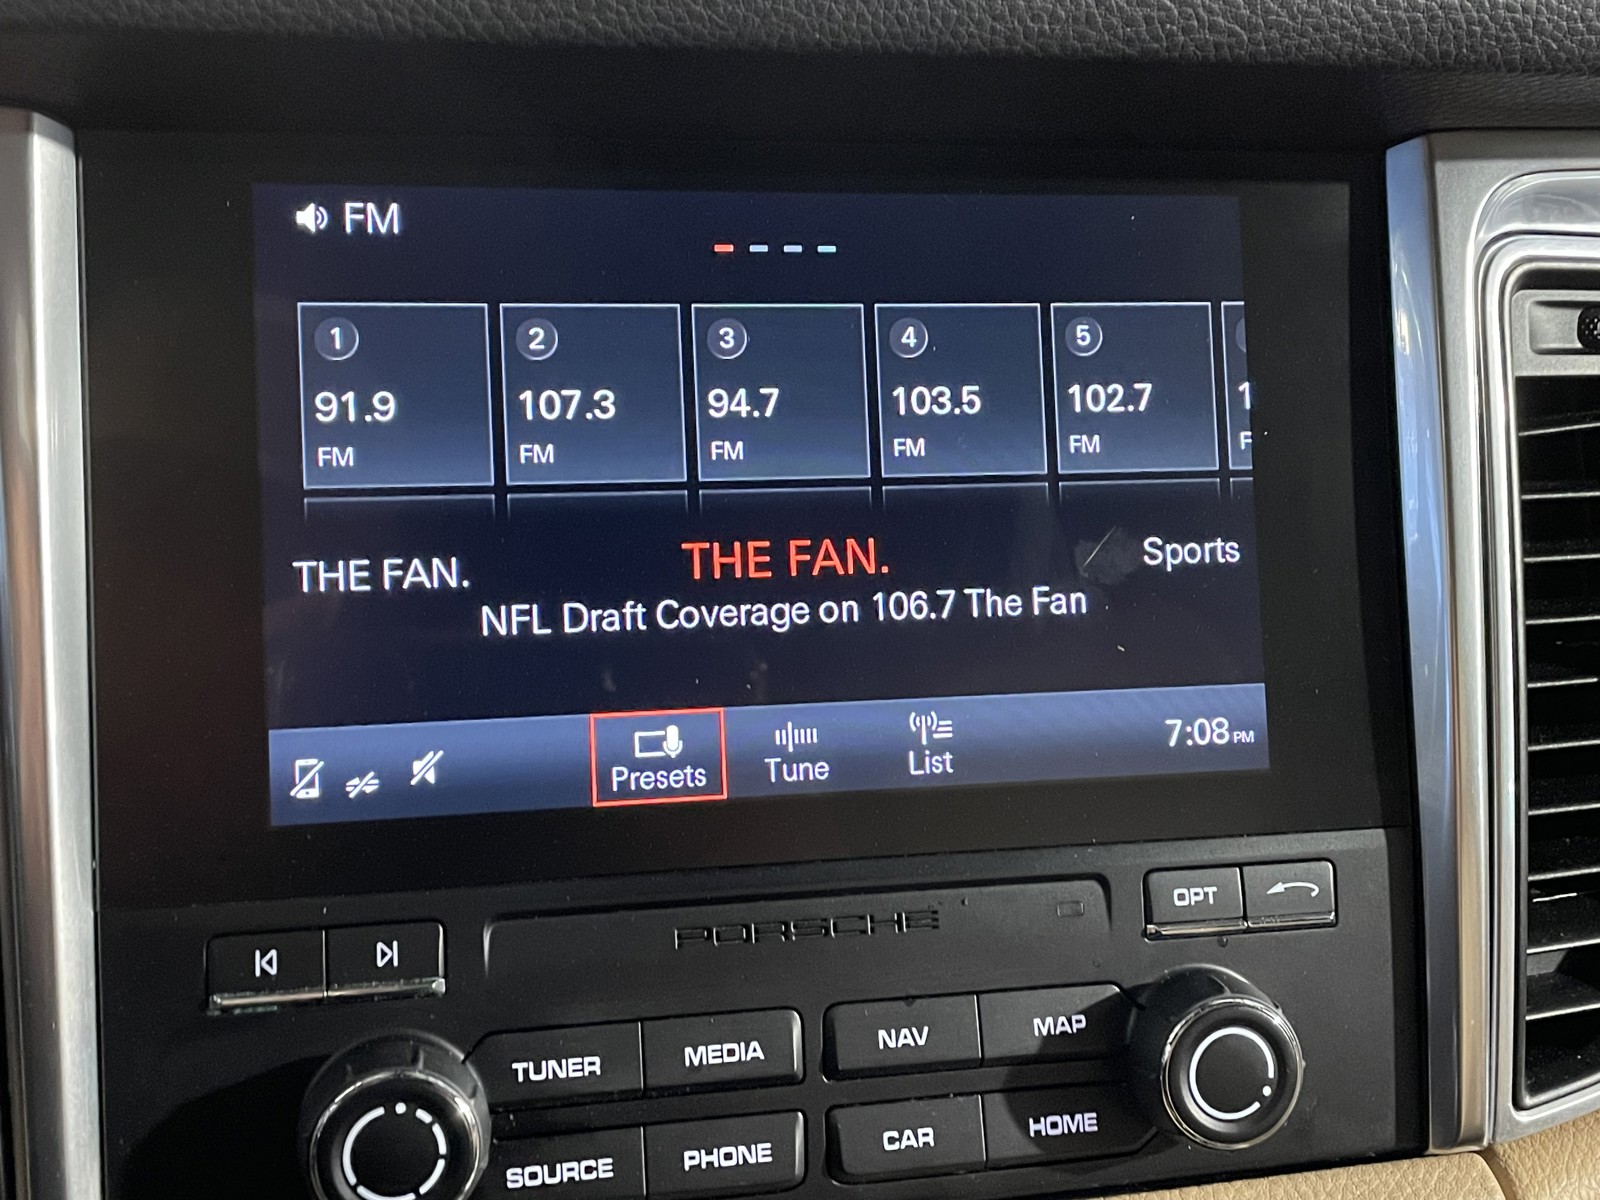 FM
1 2 3 4 5
91.9 107.3 94.7 103.5 102.7
FM FM FM FM FM
THE FAN. THE FAN. Sports
NFL Draft Coverage on 106.7 The Fan
Presets Tune List 7:08 PM
PORSCHE OPT
TUNER MEDIA NAV MAP
SOURCE PHONE CAR HOME